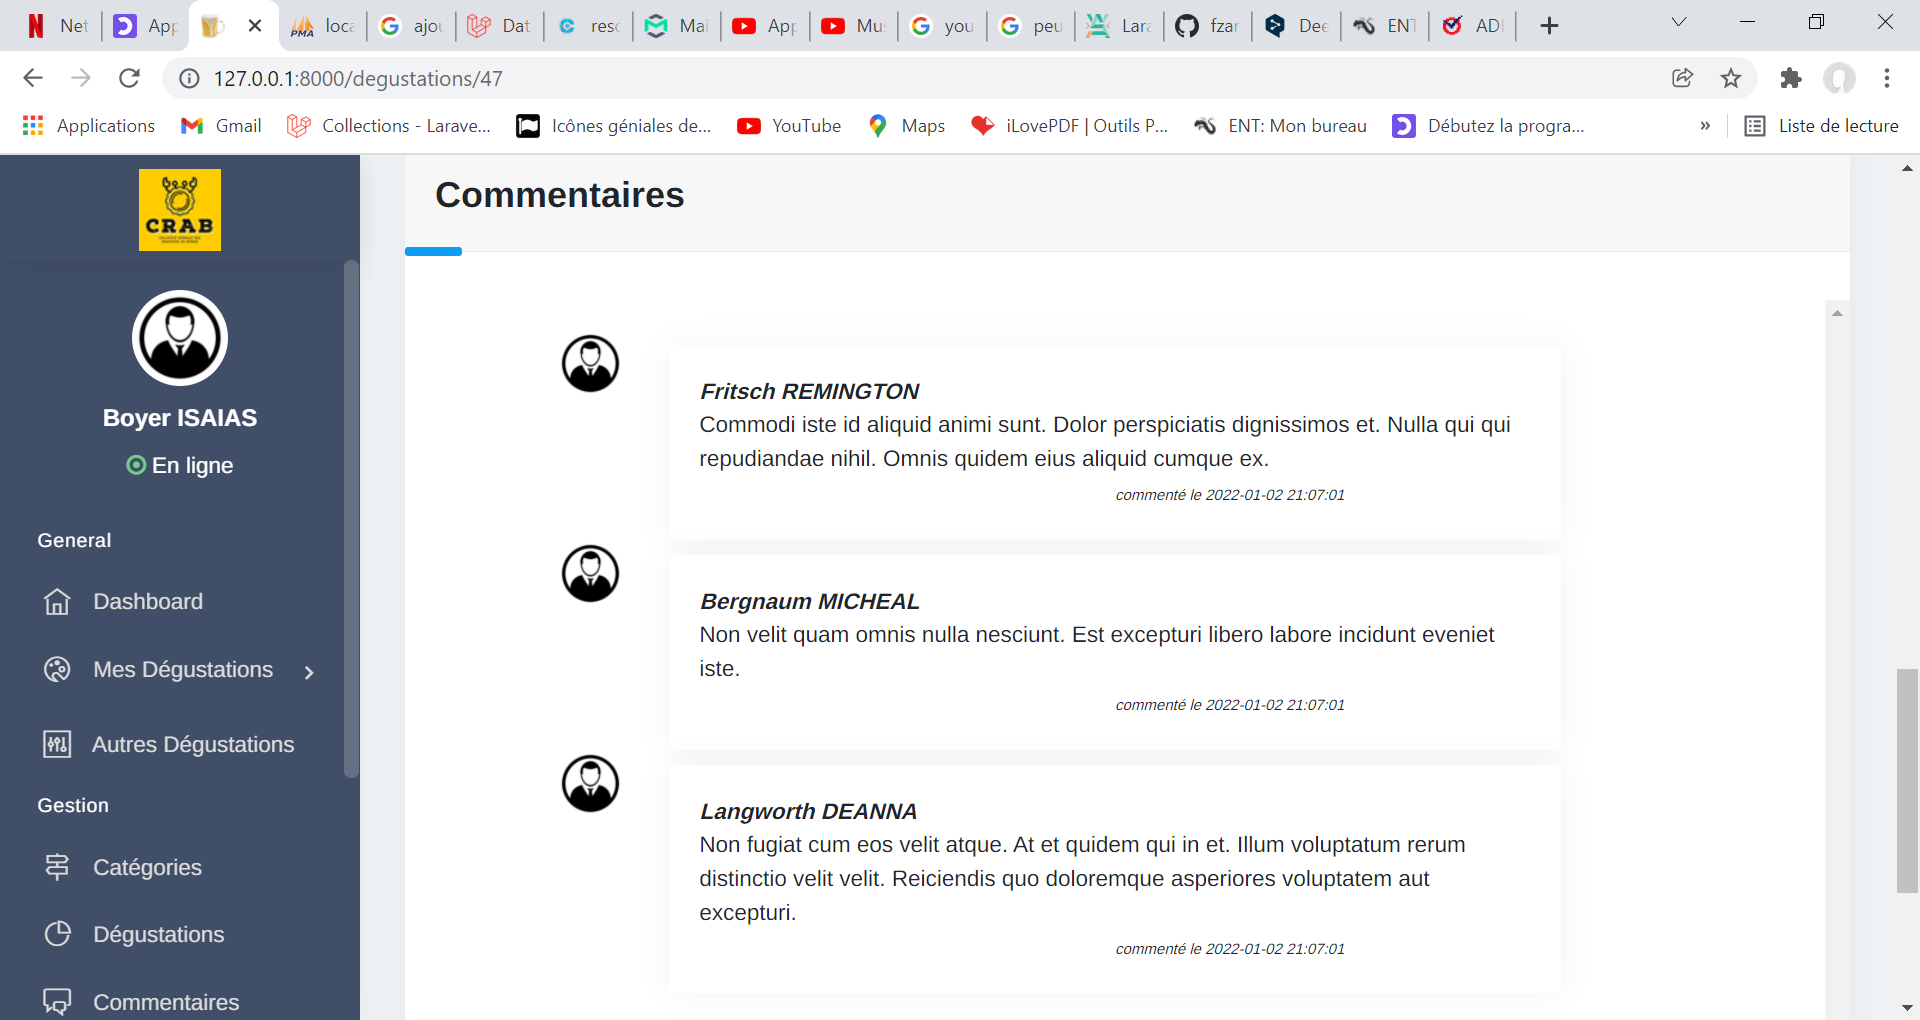 Net
App
loca
ajou
Dat
reso
Mai
App
Mus
you
peu
Lara
fzar
Dee
ENT
ADE
127.0.0.1:8000/degustations/47
Applications
Gmail
Collections - Larave...
Icônes géniales de...
YouTube
Maps
iLovePDF | Outils P...
ENT: Mon bureau
Débutez la progra...
»
Liste de lecture
CRAB
Boyer ISAIAS
En ligne
General
Dashboard
Mes Dégustations
Autres Dégustations
Gestion
Catégories
Dégustations
Commentaires
Commentaires
Fritsch REMINGTON
Commodi iste id aliquid animi sunt. Dolor perspiciatis dignissimos et. Nulla qui qui
repudiandae nihil. Omnis quidem eius aliquid cumque ex.
commenté le 2022-01-02 21:07:01
Bergnaum MICHEAL
Non velit quam omnis nulla nesciunt. Est excepturi libero labore incidunt eveniet
iste.
commenté le 2022-01-02 21:07:01
Langworth DEANNA
Non fugiat cum eos velit atque. At et quidem qui in et. Illum voluptatum rerum
distinctio velit velit. Reiciendis quo doloremque asperiores voluptatem aut
excepturi.
commenté le 2022-01-02 21:07:01